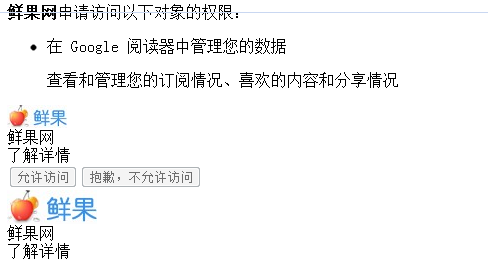 鲜果网申请访问以下对象的权限：
在 Google 阅读器中管理您的数据
查看和管理您的订阅情况、喜欢的内容和分享情况
鲜果
鲜果网
了解详情
允许访问 抱歉，不允许访问
鲜果
鲜果网
了解详情